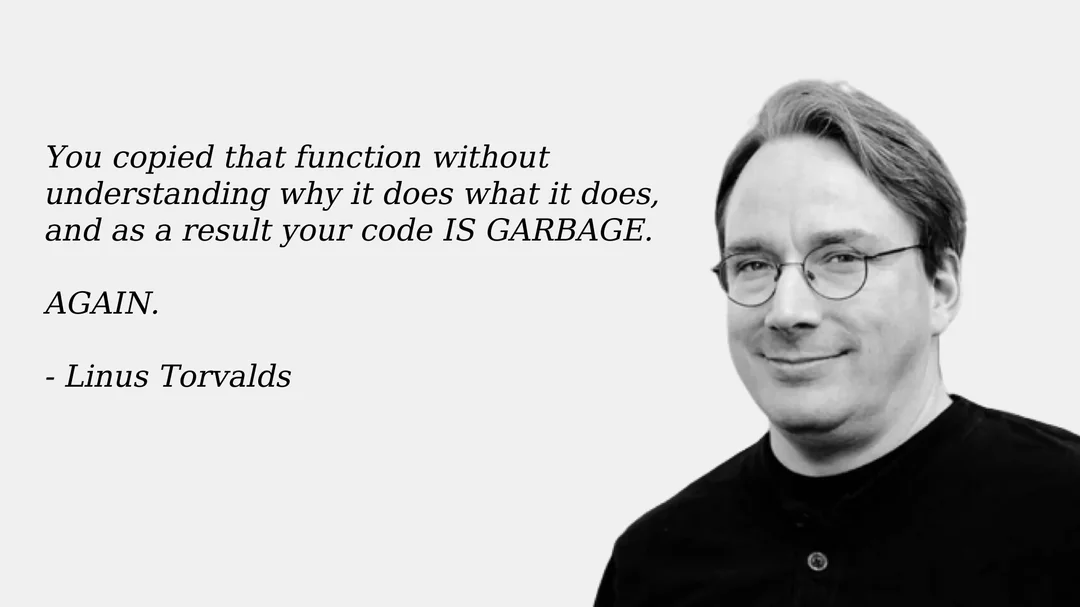 You copied that function without
understanding why it does what it does,
and as a result your code IS GARBAGE.
AGAIN.
- Linus Torvalds